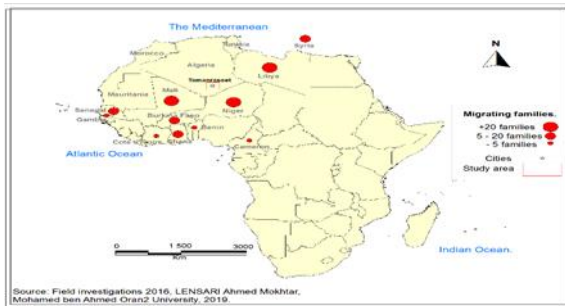 The Mediterranean
Syria
Tunisia
Morocco
N
Algeria
Libya
Tamanrasset
Mauritania
Mali
Niger
Senegal
Gambia
Burkina Faso
Benin
Cote d'Ivoire
Ghana
Cameron
Atlantic Ocean
Migrating families.
+20 families
5 - 20 families
- 5 families
Cities
Study area
Indian Ocean.
0 1 500 3000
Km
Source: Field investigations 2016, LENSARI Ahmed Mokhtar,
Mohamed ben Ahmed Oran2 University, 2019.